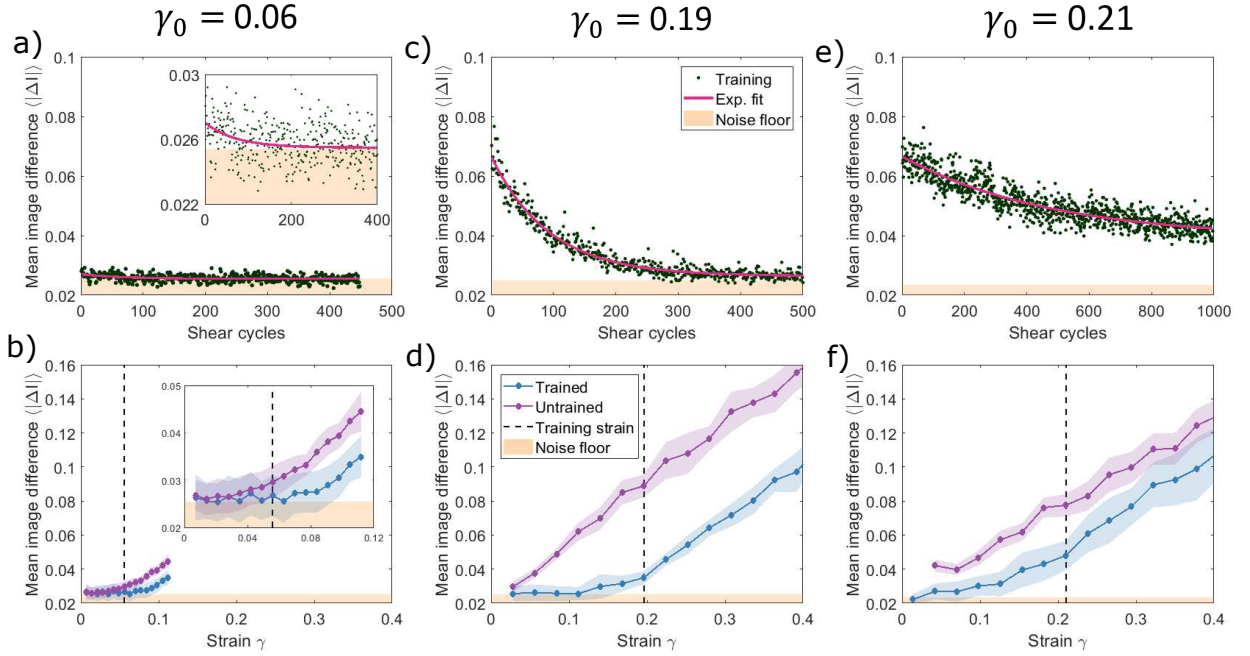 γ₀ = 0.06
γ₀ = 0.19
γ₀ = 0.21
a)
Mean image difference ⟨|ΔI|⟩
0.1
0.08
0.06
0.04
0.02
0 100 200 300 400 500
Shear cycles
0.03
0.026
0.022
0 200 400
c)
Mean image difference ⟨|ΔI|⟩
0.1
0.08
0.06
0.04
0.02
0 100 200 300 400 500
Shear cycles
Training
Exp. fit
Noise floor
e)
Mean image difference ⟨|ΔI|⟩
0.1
0.08
0.06
0.04
0.02
0 200 400 600 800 1000
Shear cycles
b)
Mean image difference ⟨|ΔI|⟩
0.16
0.14
0.12
0.1
0.08
0.06
0.04
0.02
0 0.1 0.2 0.3 0.4
Strain γ
0.05
0.04
0.03
0.02
0.04 0.08 0.12
d)
Mean image difference ⟨|ΔI|⟩
0.16
0.14
0.12
0.1
0.08
0.06
0.04
0.02
0 0.1 0.2 0.3 0.4
Strain γ
Trained
Untrained
Training strain
Noise floor
f)
Mean image difference ⟨|ΔI|⟩
0.16
0.14
0.12
0.1
0.08
0.06
0.04
0.02
0 0.1 0.2 0.3 0.4
Strain γ